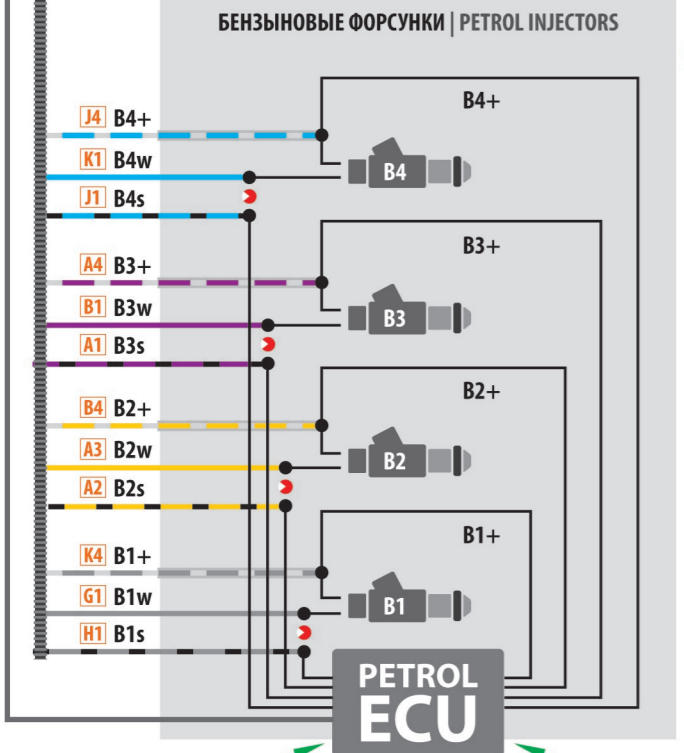 БЕНЗЫНОВЫЕ ФОРСУНКИ | PETROL INJECTORS
B4+
J4 B4+
K1 B4w
B4
J1 B4s
B3+
A4 B3+
B1 B3w
B3
A1 B3s
B2+
B4 B2+
A3 B2w
B2
A2 B2s
B1+
K4 B1+
G1 B1w
B1
H1 B1s
PETROL
ECU